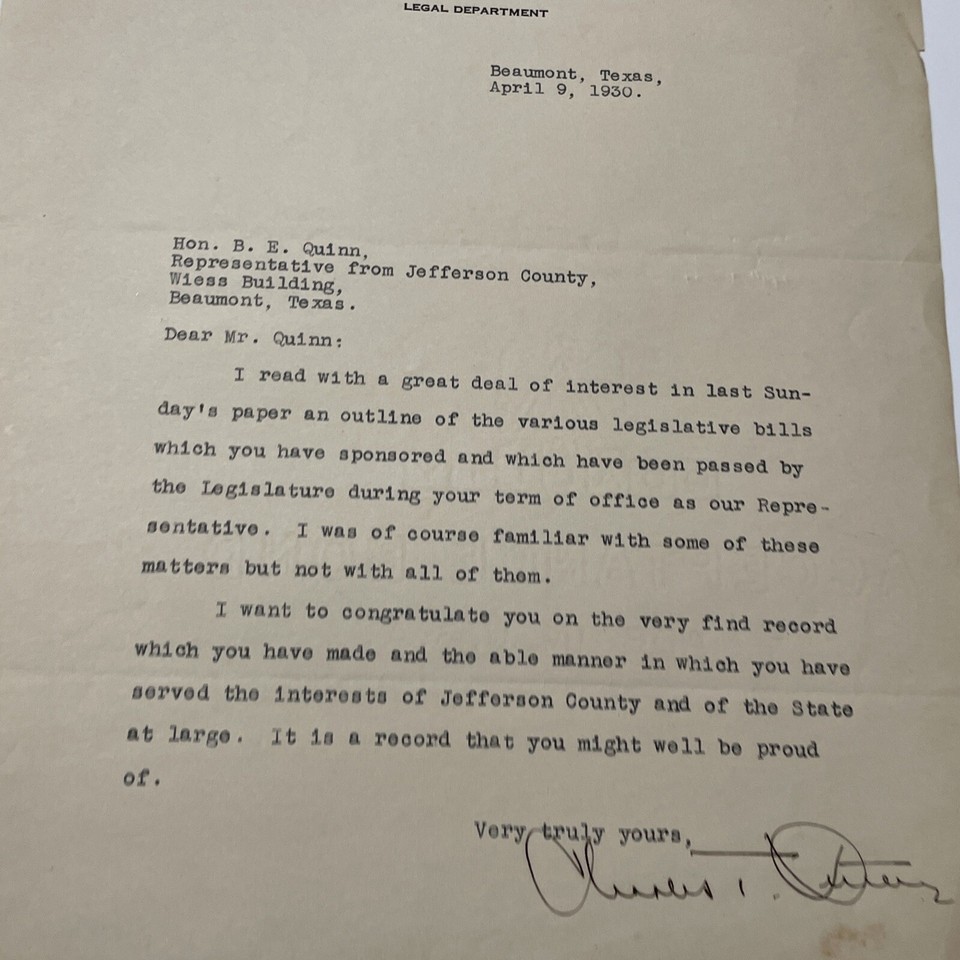 LEGAL DEPARTMENT
Beaumont, Texas,
April 9, 1930.
Hon. B. E. Quinn,
Representative from Jefferson County,
Wiess Building,
Beaumont, Texas.
Dear Mr. Quinn:
I read with a great deal of interest in last Sun-
day's paper an outline of the various legislative bills
which you have sponsored and which have been passed by
the Legislature during your term of office as our Repre-
sentative. I was of course familiar with some of these
matters but not with all of them.
I want to congratulate you on the very find record
which you have made and the able manner in which you have
served the interests of Jefferson County and of the State
at large. It is a record that you might well be proud
of.
Very truly yours,